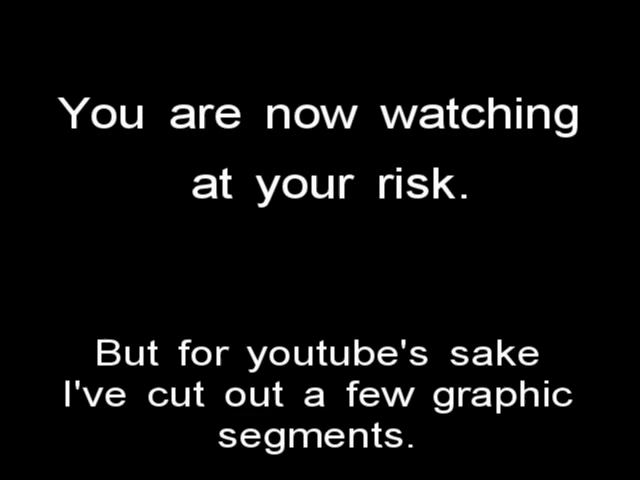 You are now watching
at your risk.
But for youtube's sake
I've cut out a few graphic
segments.